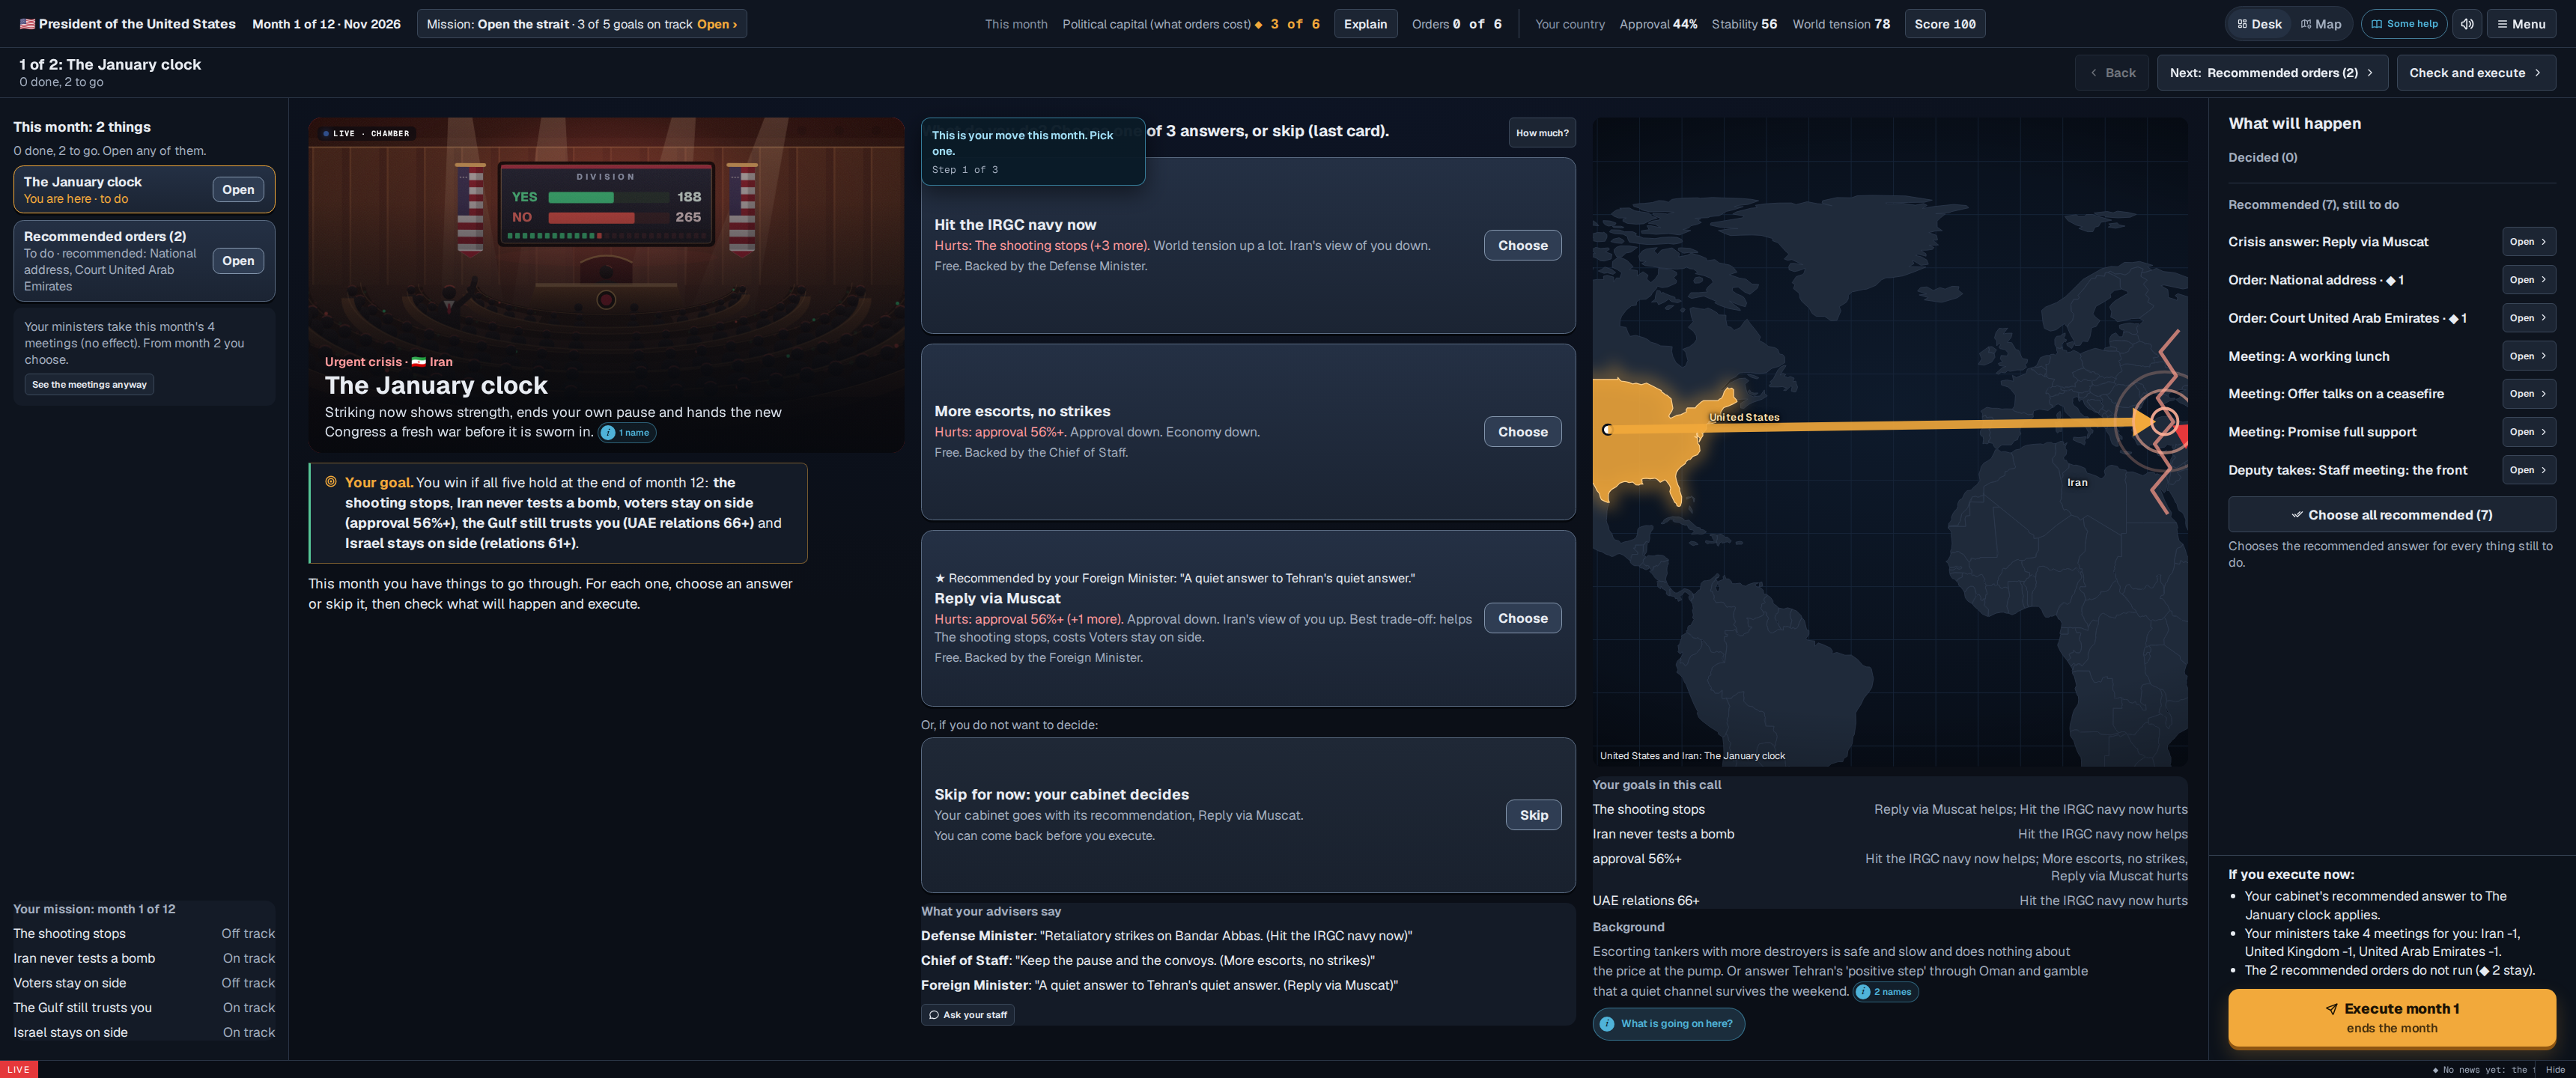 🇺🇸 President of the United States
Month 1 of 12 · Nov 2026
Mission: Open the strait · 3 of 5 goals on track Open ›
This month
Political capital (what orders cost) ◆ 3 of 6
Explain
Orders 0 of 6
Your country
Approval 44%
Stability 56
World tension 78
Score 100
Desk
Map
Some help
Menu
1 of 2: The January clock
0 done, 2 to go
Back
Next: Recommended orders (2)
Check and execute
This month: 2 things
0 done, 2 to go. Open any of them.
The January clock
You are here · to do
Open
Recommended orders (2)
To do · recommended: National
address, Court United Arab
Emirates
Open
Your ministers take this month's 4
meetings (no effect). From month 2 you
choose.
See the meetings anyway
Your mission: month 1 of 12
The shooting stops Off track
Iran never tests a bomb On track
Voters stay on side Off track
The Gulf still trusts you On track
Israel stays on side On track
LIVE · CHAMBER
DIVISION
YES 188
NO 265
Urgent crisis · 🇮🇷 Iran
The January clock
Striking now shows strength, ends your own pause and hands the new
Congress a fresh war before it is sworn in. i 1 name
Your goal. You win if all five hold at the end of month 12: the
shooting stops, Iran never tests a bomb, voters stay on side
(approval 56%+), the Gulf still trusts you (UAE relations 66+) and
Israel stays on side (relations 61+).
This month you have things to go through. For each one, choose an answer
or skip it, then check what will happen and execute.
This is your move this month. Pick
one.
Step 1 of 3
of 3 answers, or skip (last card).
How much?
Hit the IRGC navy now
Hurts: The shooting stops (+3 more). World tension up a lot. Iran's view of you down.
Free. Backed by the Defense Minister.
Choose
More escorts, no strikes
Hurts: approval 56%+. Approval down. Economy down.
Free. Backed by the Chief of Staff.
Choose
★ Recommended by your Foreign Minister: "A quiet answer to Tehran's quiet answer."
Reply via Muscat
Hurts: approval 56%+ (+1 more). Approval down. Iran's view of you up. Best trade-off: helps
The shooting stops, costs Voters stay on side.
Free. Backed by the Foreign Minister.
Choose
Or, if you do not want to decide:
Skip for now: your cabinet decides
Your cabinet goes with its recommendation, Reply via Muscat.
You can come back before you execute.
Skip
What your advisers say
Defense Minister: "Retaliatory strikes on Bandar Abbas. (Hit the IRGC navy now)"
Chief of Staff: "Keep the pause and the convoys. (More escorts, no strikes)"
Foreign Minister: "A quiet answer to Tehran's quiet answer. (Reply via Muscat)"
Ask your staff
United States
Iran
United States and Iran: The January clock
Your goals in this call
The shooting stops Reply via Muscat helps; Hit the IRGC navy now hurts
Iran never tests a bomb Hit the IRGC navy now helps
approval 56%+ Hit the IRGC navy now helps; More escorts, no strikes,
Reply via Muscat hurts
UAE relations 66+ Hit the IRGC navy now hurts
Background
Escorting tankers with more destroyers is safe and slow and does nothing about
the price at the pump. Or answer Tehran's 'positive step' through Oman and gamble
that a quiet channel survives the weekend. i 2 names
i What is going on here?
What will happen
Decided (0)
Recommended (7), still to do
Crisis answer: Reply via Muscat Open
Order: National address · ◆ 1 Open
Order: Court United Arab Emirates · ◆ 1 Open
Meeting: A working lunch Open
Meeting: Offer talks on a ceasefire Open
Meeting: Promise full support Open
Deputy takes: Staff meeting: the front Open
Choose all recommended (7)
Chooses the recommended answer for every thing still to
do.
If you execute now:
• Your cabinet's recommended answer to The
January clock applies.
• Your ministers take 4 meetings for you: Iran -1,
United Kingdom -1, United Arab Emirates -1.
• The 2 recommended orders do not run (◆ 2 stay).
Execute month 1
ends the month
LIVE
◆ No news yet: the
Hide